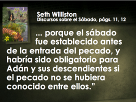 Seth Williston
Discursos sobre el Sábado, págs. 11, 12
... porque el sábado
fue establecido antes
de la entrada del pecado, y
habría sido obligatorio para
Adán y sus descendientes si
el pecado no se hubiera
conocido entre ellos."